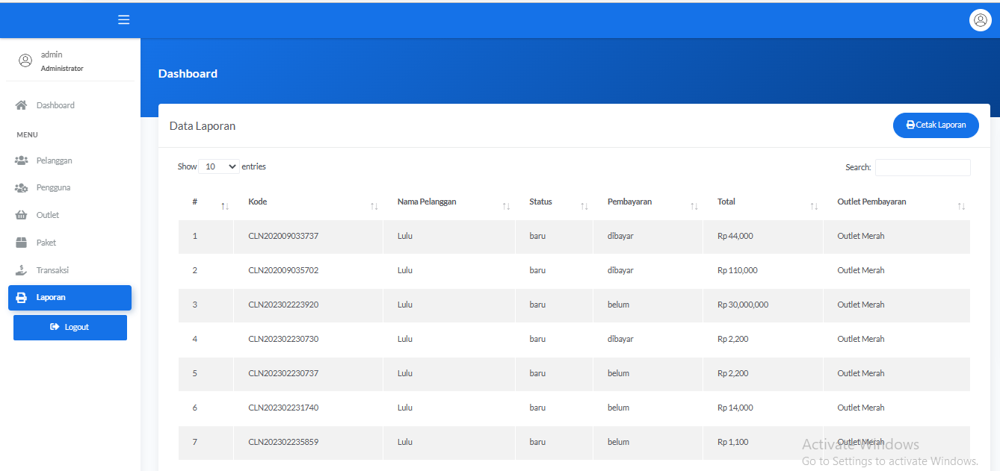 admin
Administrator
Dashboard
MENU
Pelanggan
Pengguna
Outlet
Paket
Transaksi
Laporan
Logout
Dashboard
Data Laporan
Cetak Laporan
Show 10 entries
Search:
# Kode Nama Pelanggan Status Pembayaran Total Outlet Pembayaran
1 CLN202009033737 Lulu baru dibayar Rp 44,000 Outlet Merah
2 CLN202009035702 Lulu baru dibayar Rp 110,000 Outlet Merah
3 CLN202302223920 Lulu baru belum Rp 30,000,000 Outlet Merah
4 CLN202302230730 Lulu baru dibayar Rp 2,200 Outlet Merah
5 CLN202302230737 Lulu baru belum Rp 2,200 Outlet Merah
6 CLN202302231740 Lulu baru belum Rp 14,000 Outlet Merah
7 CLN202302235859 Lulu baru belum Rp 1,100 Outlet Merah
Activate Windows
Go to Settings to activate Windows.